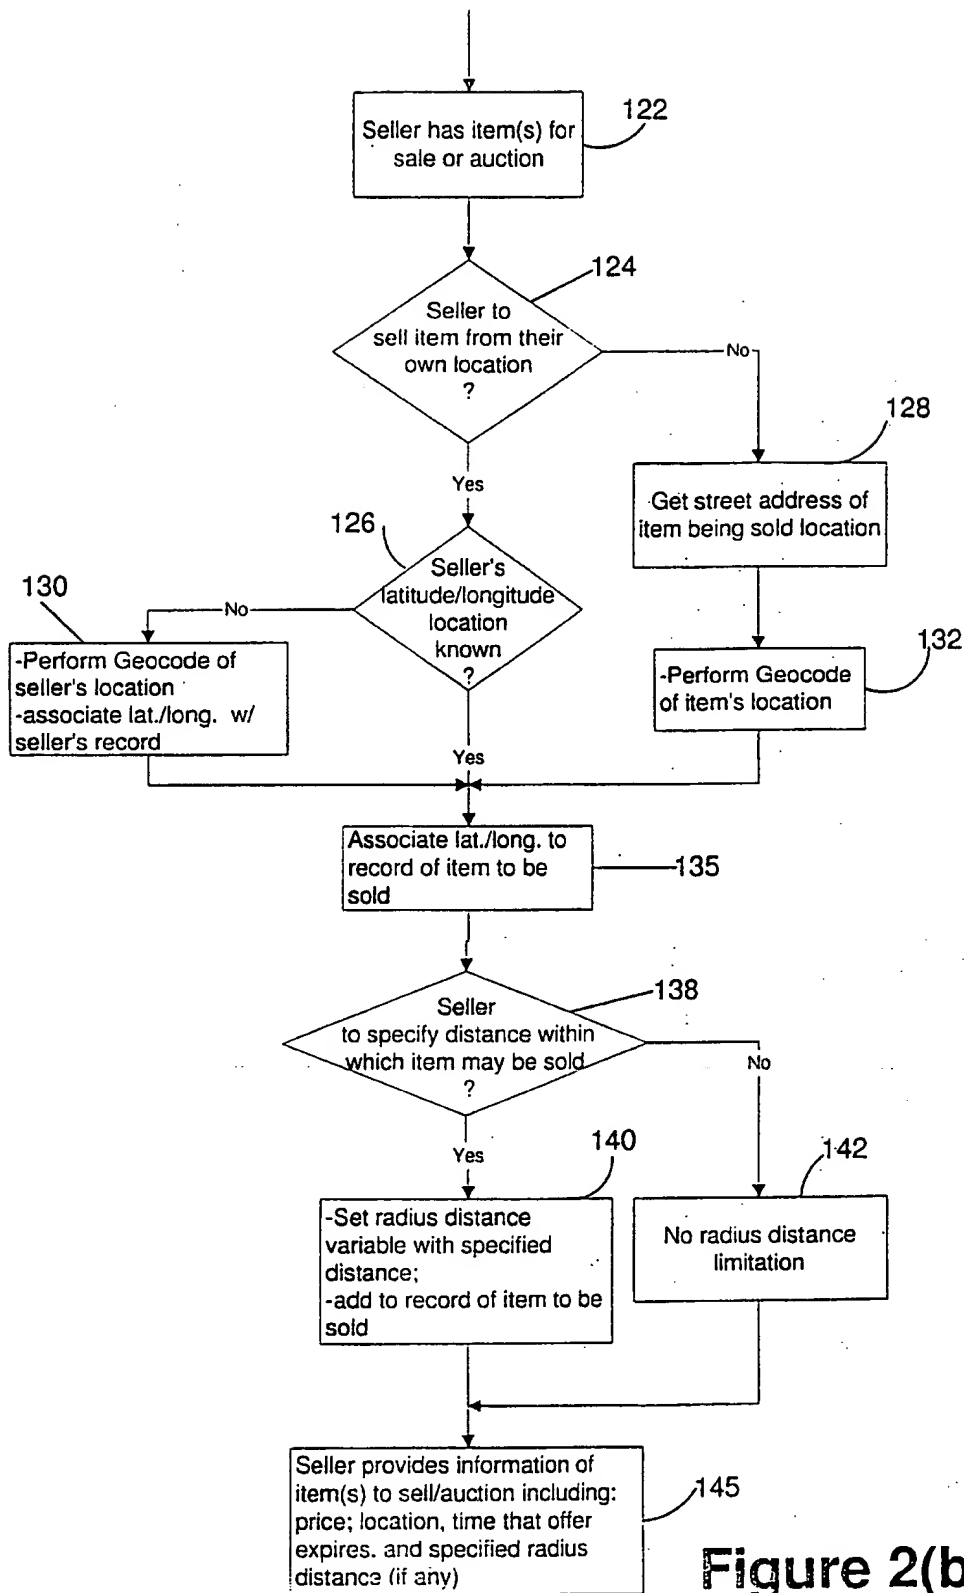 122
Seller has item(s) for
sale or auction
124
Seller to
sell item from their
own location
?
No
128
Get street address of
item being sold location
Yes
126
Seller's
latitude/longitude
location
known
?
No
130
-Perform Geocode of
seller's location
-associate lat./long. w/
seller's record
132
-Perform Geocode
of item's location
Yes
Associate lat./long. to
record of item to be
sold
135
138
Seller
to specify distance within
which item may be sold
?
No
Yes
140
-Set radius distance
variable with specified
distance;
-add to record of item to be
sold
142
No radius distance
limitation
Seller provides information of
item(s) to sell/auction including:
price; location, time that offer
expires. and specified radius
distance (if any)
145
Figure 2(b